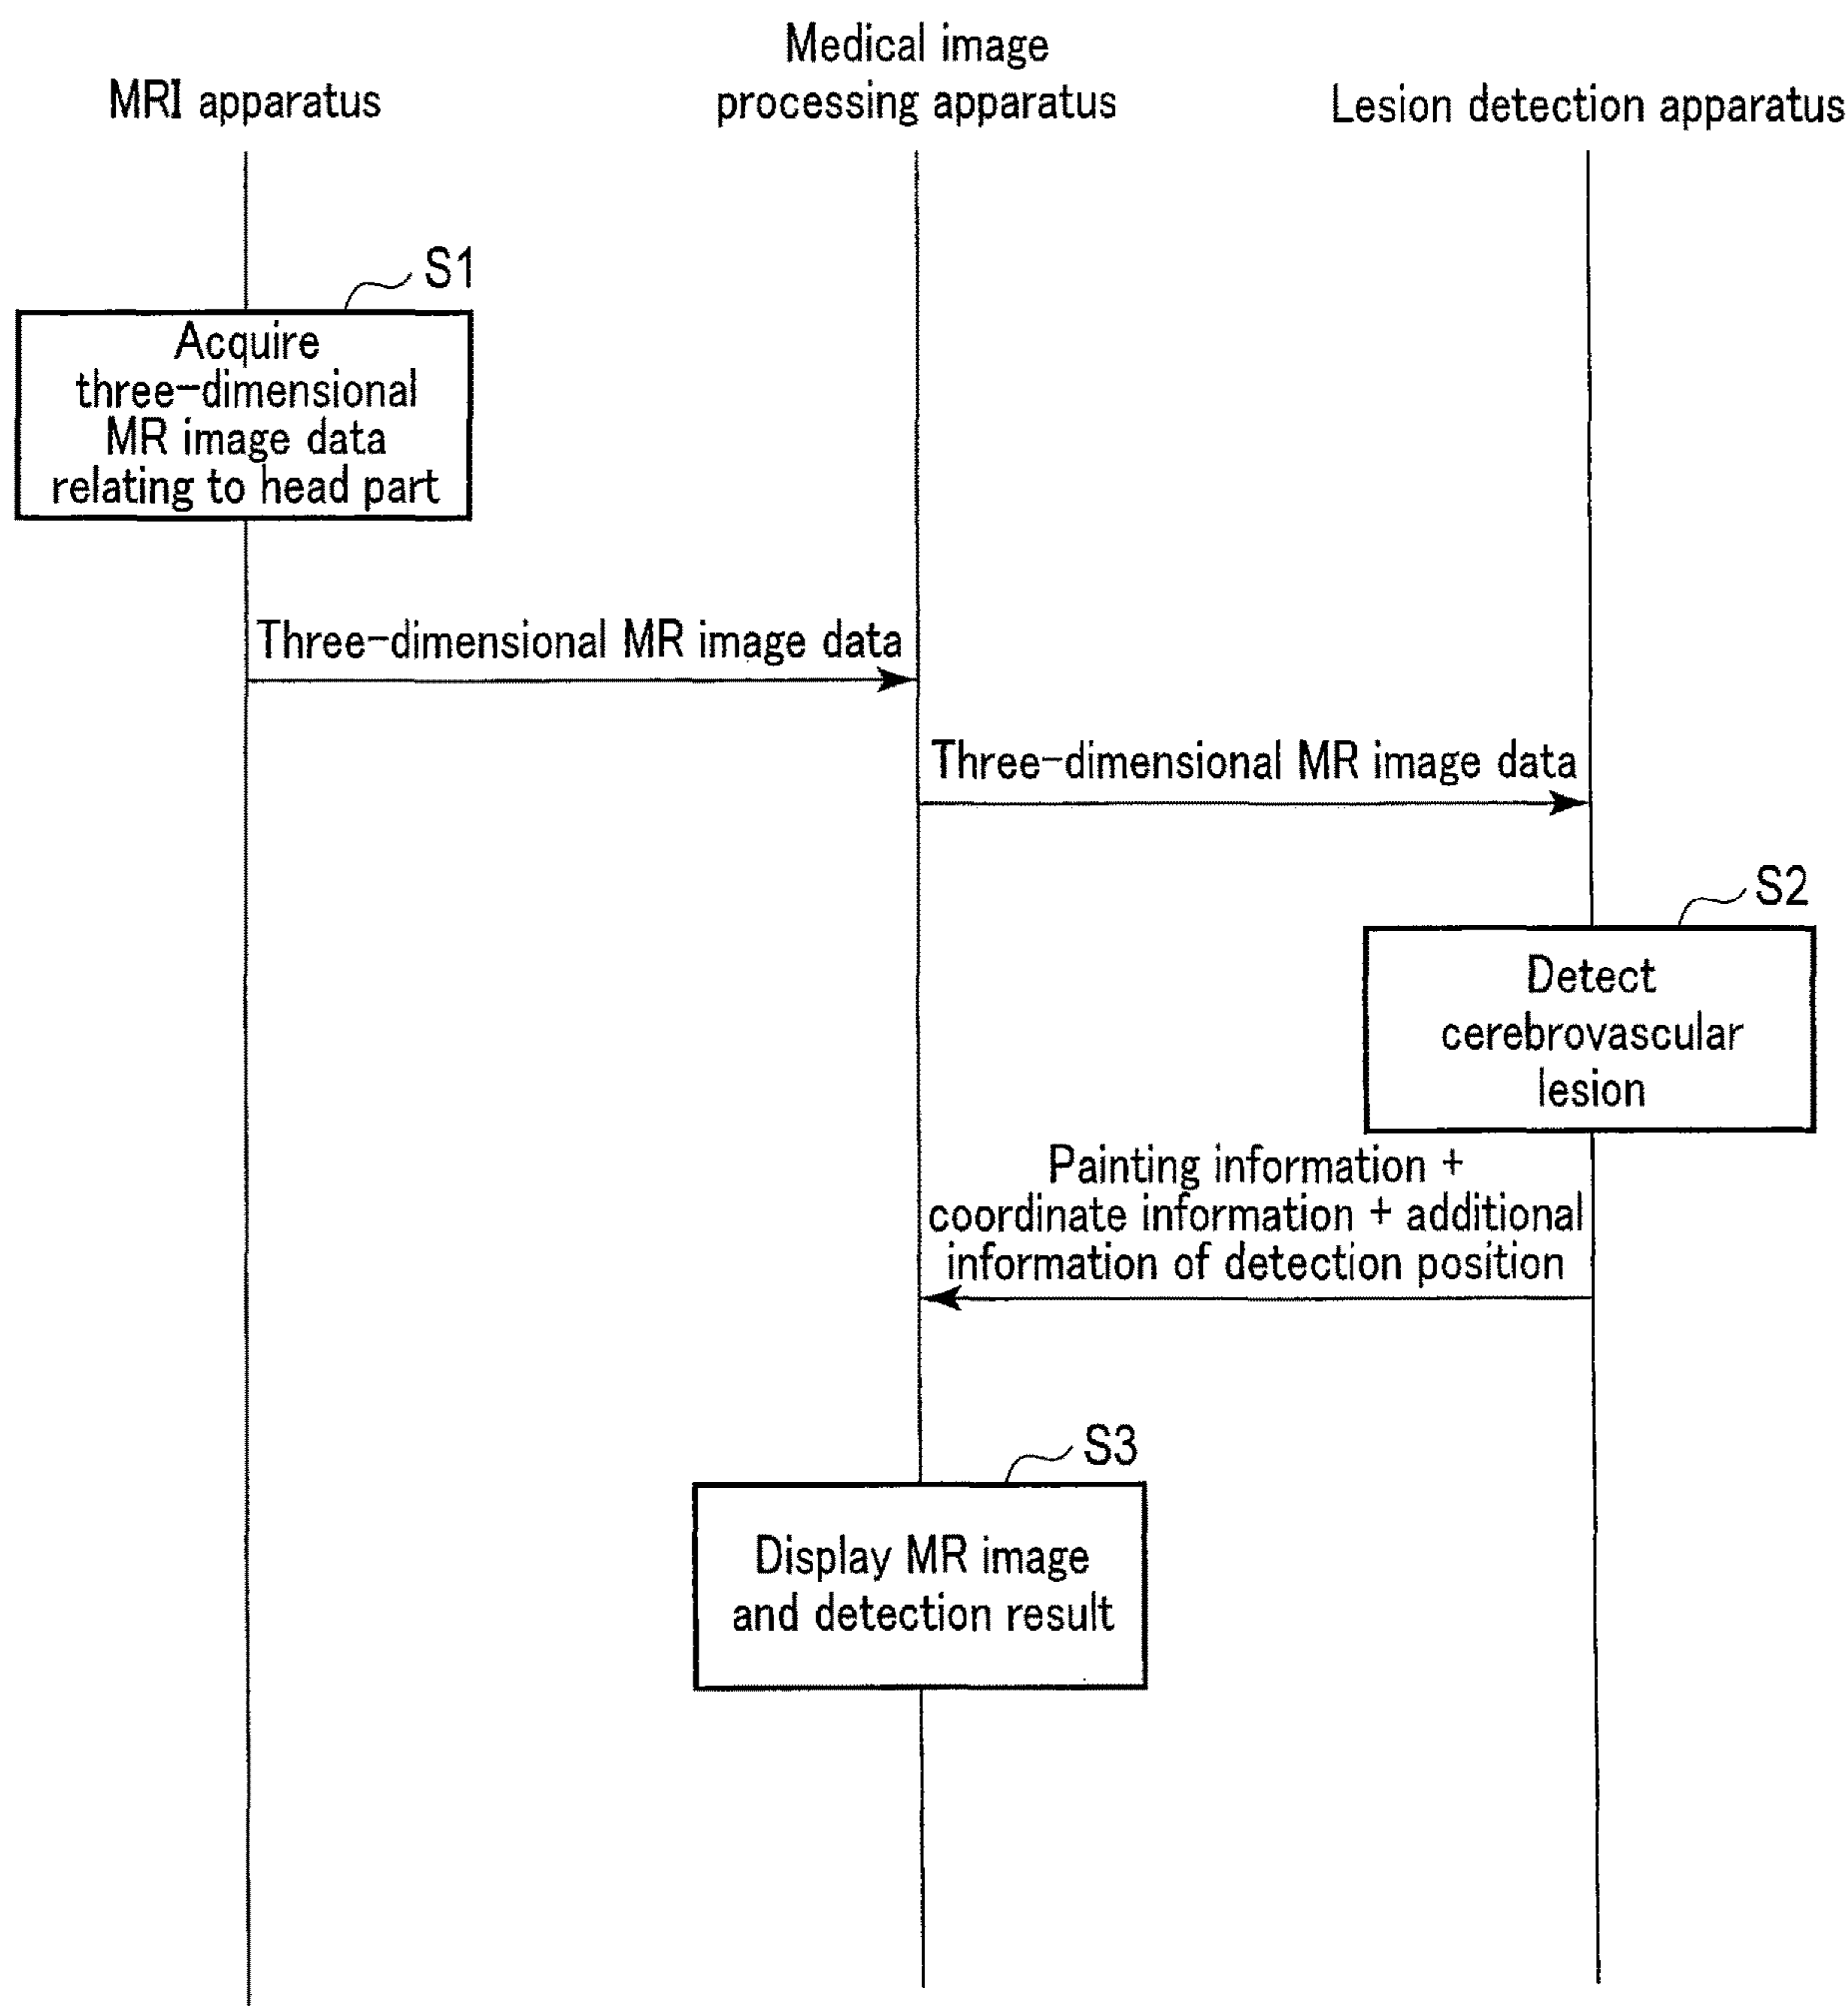 MRI apparatus
Medical image
processing apparatus
Lesion detection apparatus
S1
Acquire
three-dimensional
MR image data
relating to head part
Three-dimensional MR image data
Three-dimensional MR image data
S2
Detect
cerebrovascular
lesion
Painting information +
coordinate information + additional
information of detection position
S3
Display MR image
and detection result